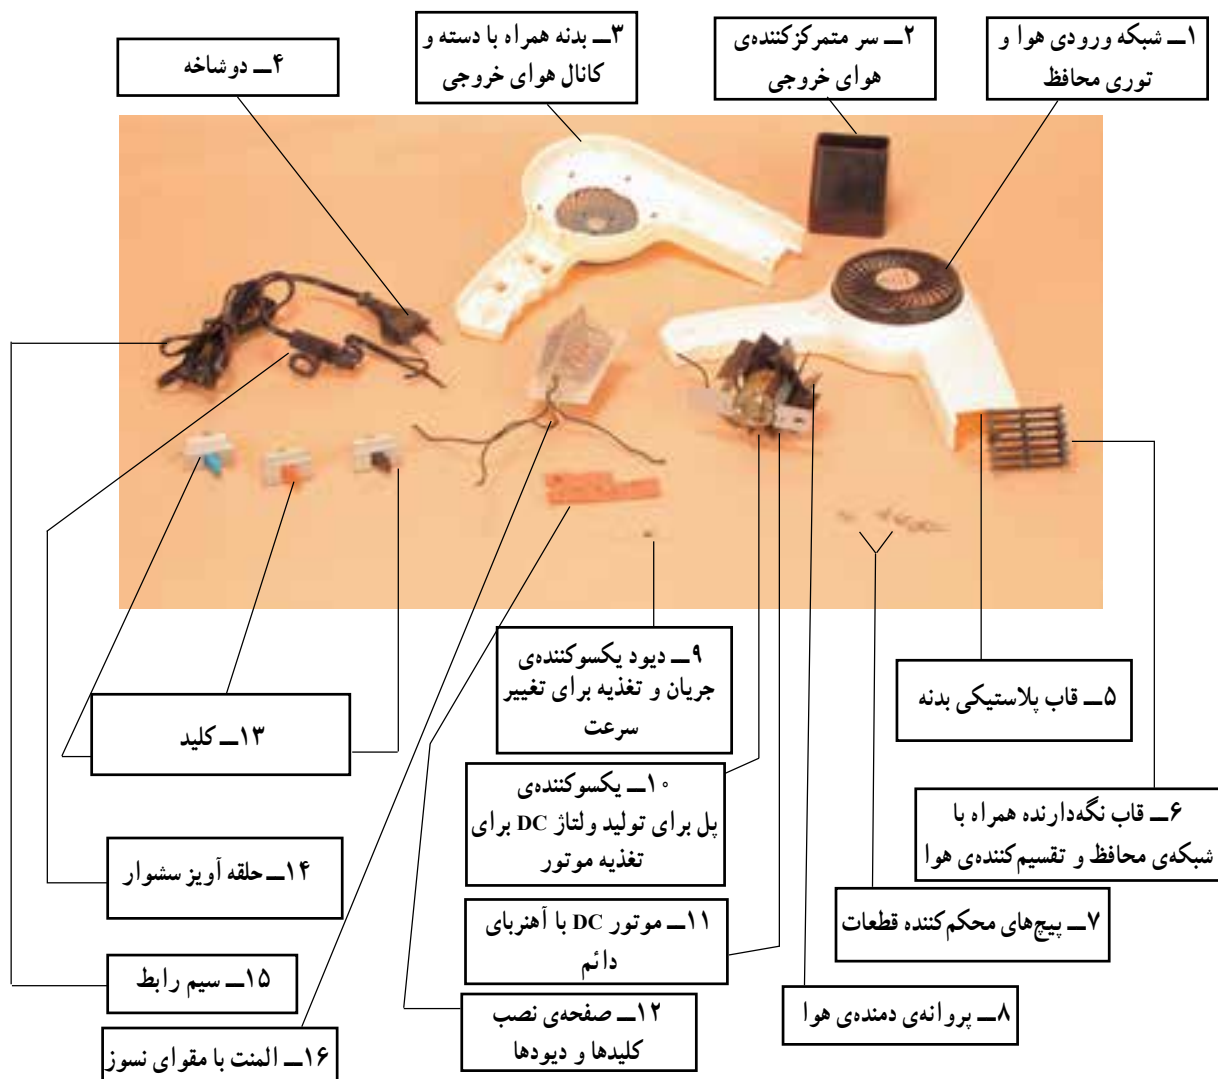 ۱ــ شبکه ورودی هوا و
توری محافظ
۲ــ سر متمرکزکننده‌ی
هوای خروجی
۳ــ بدنه همراه با دسته و
کانال هوای خروجی
۴ــ دوشاخه
۵ــ قاب پلاستیکی بدنه
۶ــ قاب نگه‌دارنده همراه با
شبکه‌ی محافظ و تقسیم‌کننده‌ی هوا
۷ــ پیچ‌های محکم‌کننده قطعات
۸ــ پروانه‌ی دمنده‌ی هوا
۹ــ دیود یکسوکننده‌ی
جریان و تغذیه برای تغییر
سرعت
۱۰ــ یکسوکننده‌ی
پل برای تولید ولتاژ DC برای
تغذیه موتور
۱۱ــ موتور DC با آهنربای
دائم
۱۲ــ صفحه‌ی نصب
کلیدها و دیودها
۱۳ــ کلید
۱۴ــ حلقه آویز سشوار
۱۵ــ سیم رابط
۱۶ــ المنت با مقوای نسوز